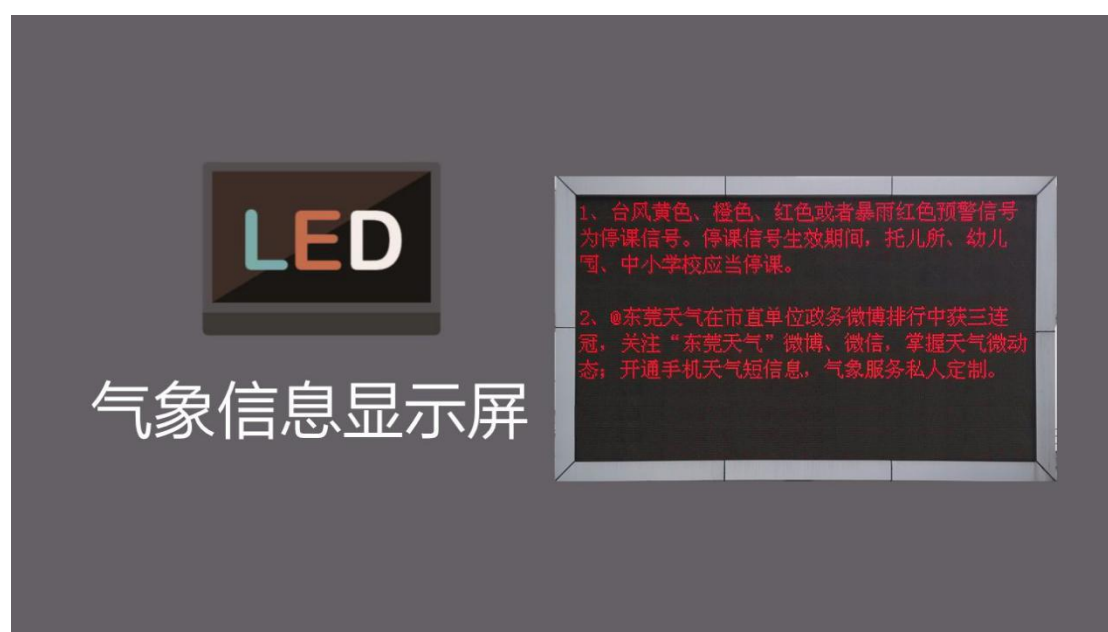 LED
气象信息显示屏
1、台风黄色、橙色、红色或者暴雨红色预警信号
为停课信号。停课信号生效期间，托儿所、幼儿
园、中小学校应当停课。
2、@东莞天气在市直单位政务微博排行中获三连
冠，关注“东莞天气”微博、微信，掌握天气微动
态；开通手机天气短信息，气象服务私人定制。